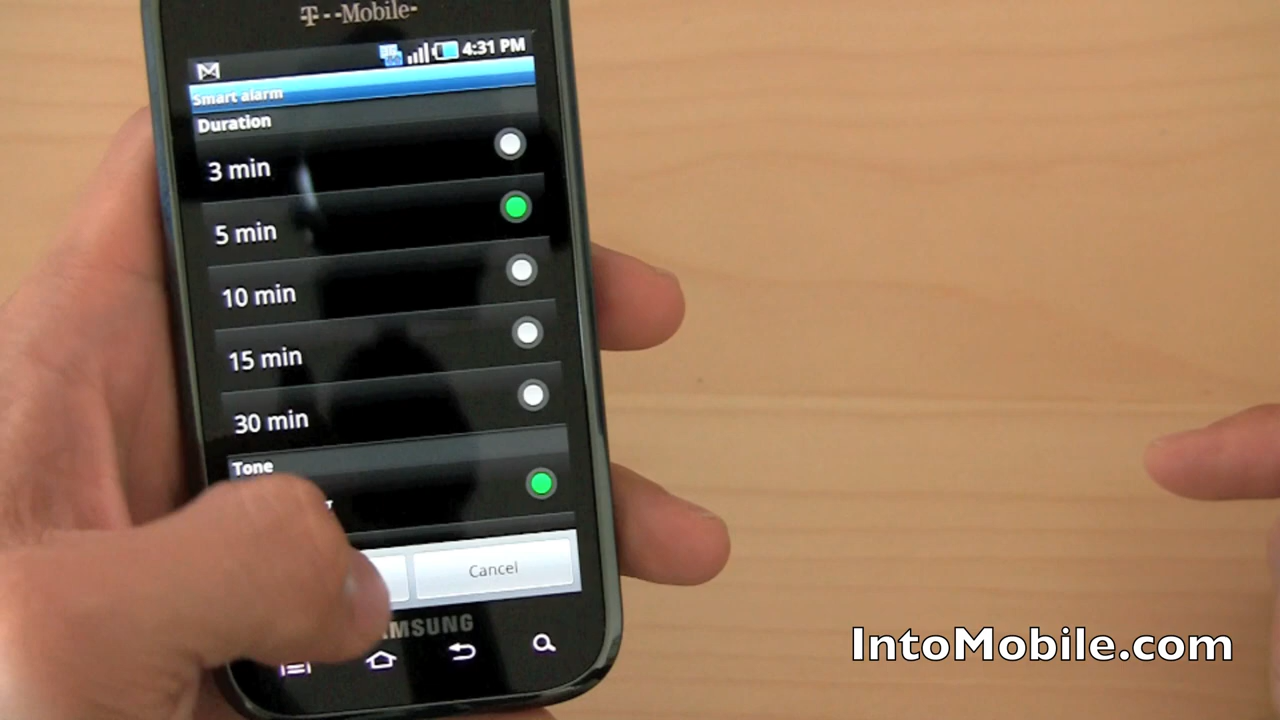 T--Mobile-
4:31 PM
Smart alarm
Duration
3 min
5 min
10 min
15 min
30 min
Tone
Cancel
SAMSUNG
IntoMobile.com